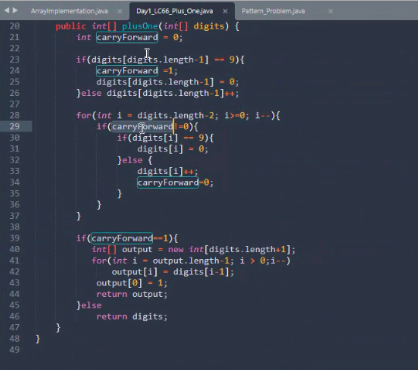 ArrayImplementation.java Day1_LC66_Plus_One.java Pattern_Problem.java
20 public int[] plusOne(int[] digits) {
21 int carryForward = 0;
22
23 if(digits[digits.length-1] == 9){
24 carryForward =1;
25 digits[digits.length-1] = 0;
26 }else digits[digits.length-1]++;
27
28 for(int i = digits.length-2; i>=0; i--){
29 if(carryForward!=0){
30 if(digits[i] == 9){
31 digits[i] = 0;
32 }else {
33 digits[i]++;
34 carryForward=0;
35 }
36 }
37 }
38
39 if(carryForward==1){
40 int[] output = new int[digits.length+1];
41 for(int i = output.length-1; i > 0;i--)
42 output[i] = digits[i-1];
43 output[0] = 1;
44 return output;
45 }else
46 return digits;
47 }
48 }
49